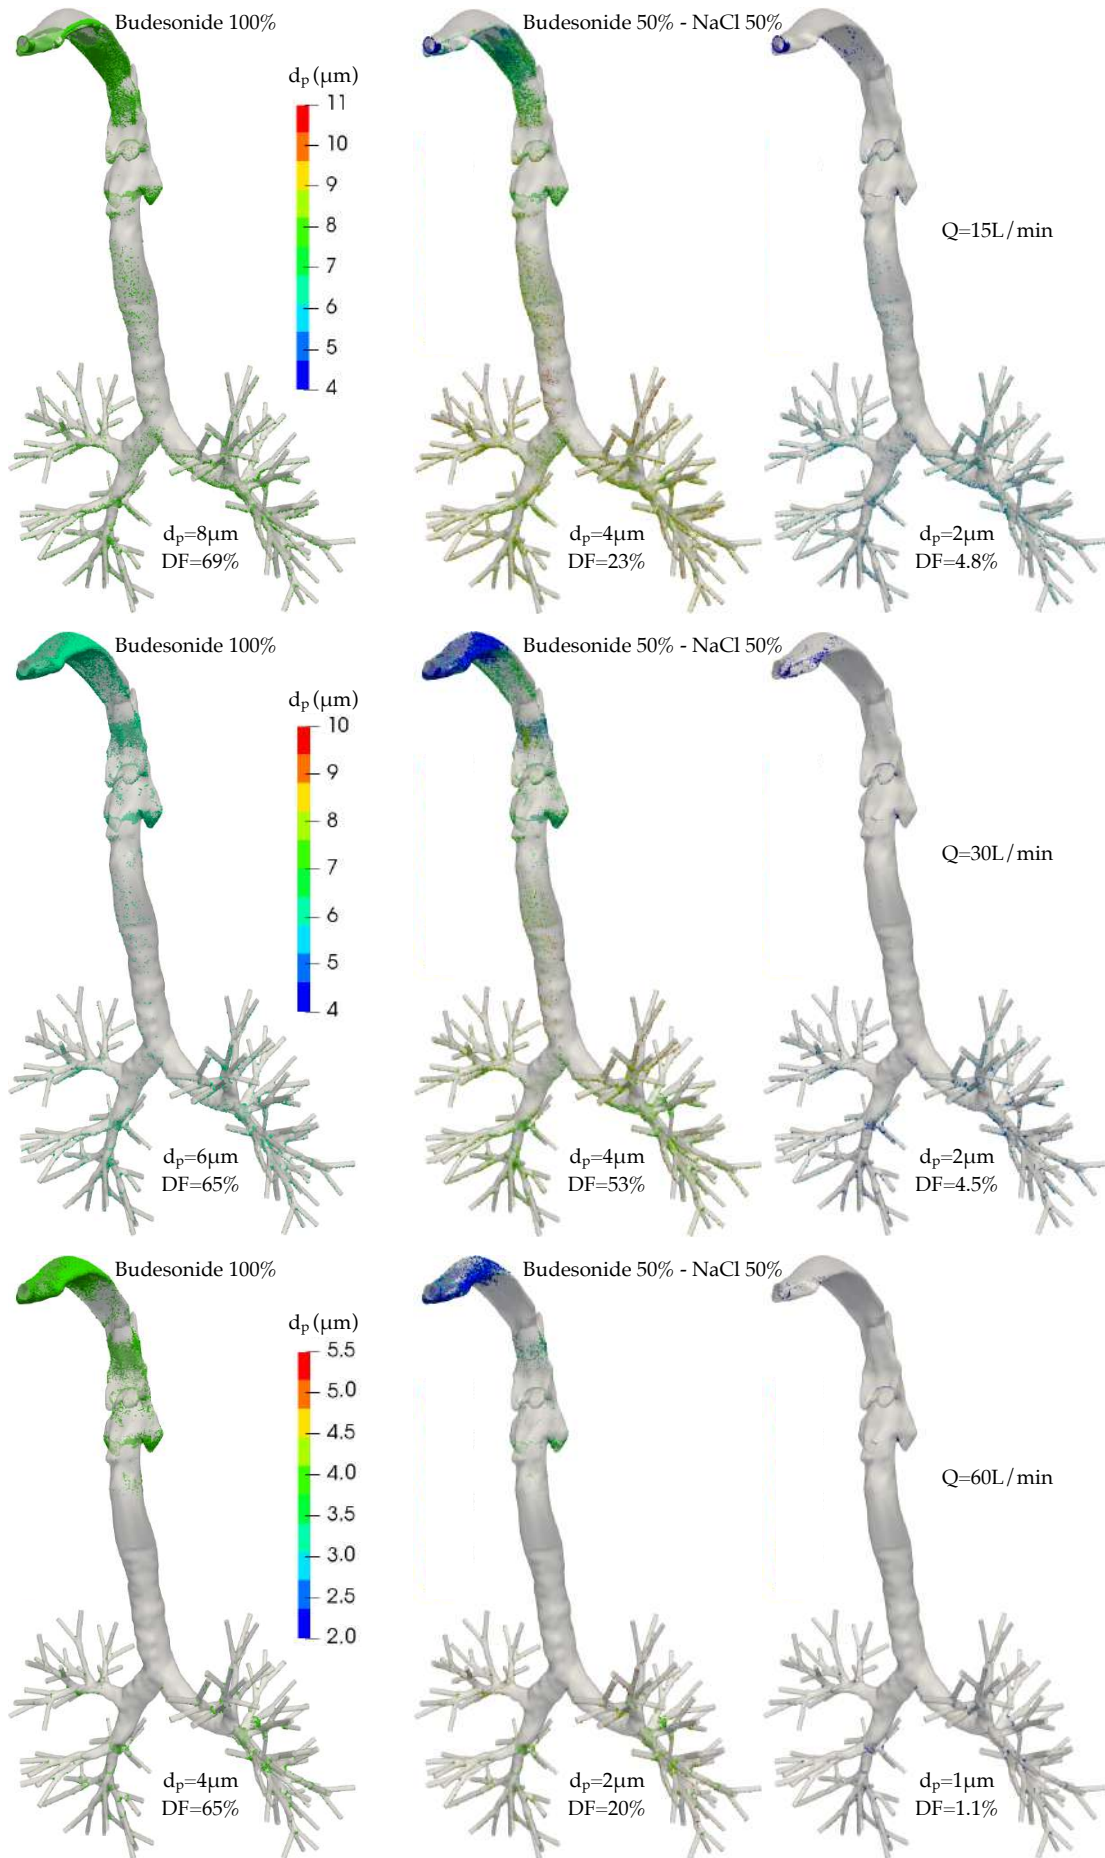 Budesonide 100%
Budesonide 50% - NaCl 50%
dₚ (µm)
11
10
9
8
7
6
5
4
Q=15L/min
dₚ=8µm
DF=69%
dₚ=4µm
DF=23%
dₚ=2µm
DF=4.8%
Budesonide 100%
Budesonide 50% - NaCl 50%
dₚ (µm)
10
9
8
7
6
5
4
Q=30L/min
dₚ=6µm
DF=65%
dₚ=4µm
DF=53%
dₚ=2µm
DF=4.5%
Budesonide 100%
Budesonide 50% - NaCl 50%
dₚ (µm)
5.5
5.0
4.5
4.0
3.5
3.0
2.5
2.0
Q=60L/min
dₚ=4µm
DF=65%
dₚ=2µm
DF=20%
dₚ=1µm
DF=1.1%